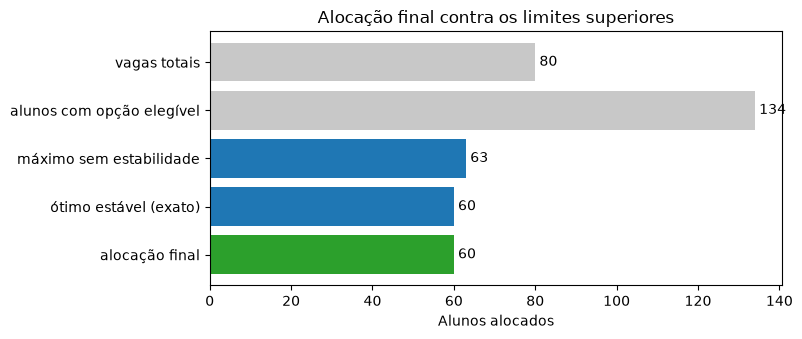 Alocação final contra os limites superiores
vagas totais
80
alunos com opção elegível
134
máximo sem estabilidade
63
ótimo estável (exato)
60
alocação final
60
0 20 40 60 80 100 120 140
Alunos alocados